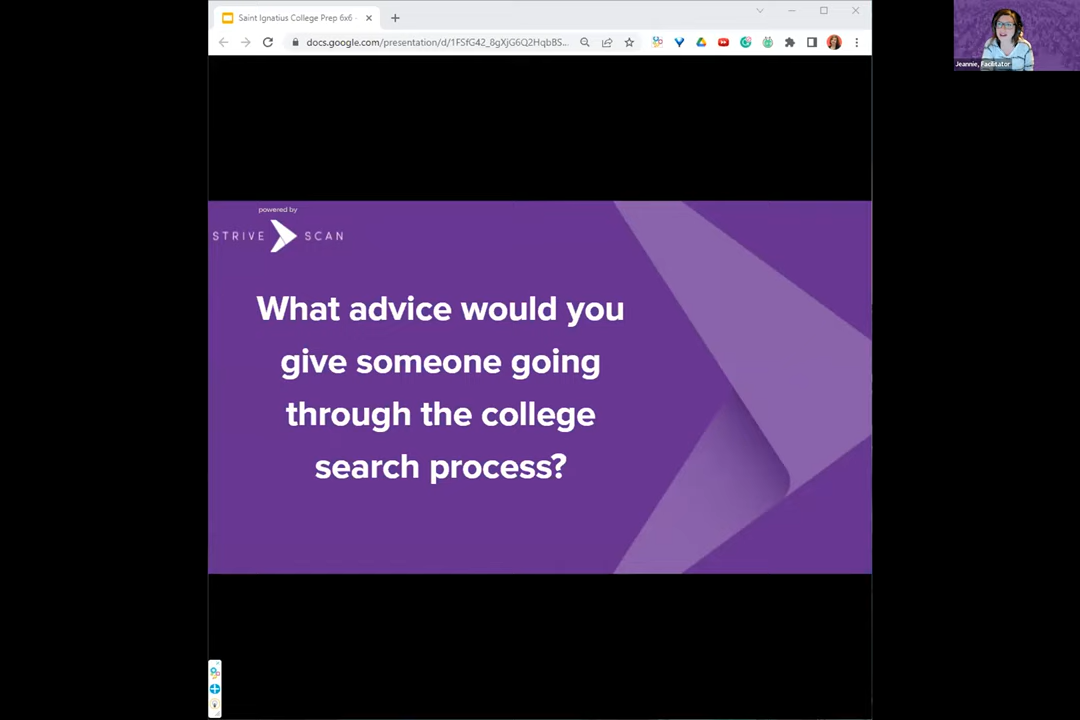 Saint Ignatius College Prep 6x6 -
docs.google.com/presentation/d/1FSfG42_8gXjG6Q2HqbBS...
Jeannie, Facilitator
powered by
STRIVE SCAN
What advice would you
give someone going
through the college
search process?